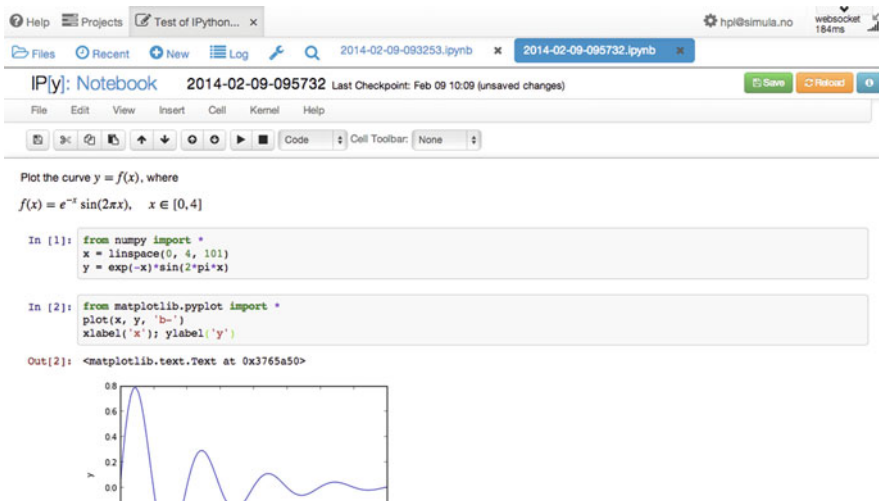 Help Projects Test of IPython... × hpl@simula.no websocket 184ms
Files Recent New Log 2014-02-09-093253.ipynb × 2014-02-09-095732.ipynb ×
IP[y]: Notebook 2014-02-09-095732 Last Checkpoint: Feb 09 10:09 (unsaved changes) Save Reload
File Edit View Insert Cell Kernel Help
Code Cell Toolbar: None
Plot the curve y = f(x), where
f(x) = e^{-x} sin(2πx), x ∈ [0, 4]
In [1]: from numpy import *
x = linspace(0, 4, 101)
y = exp(-x)*sin(2*pi*x)
In [2]: from matplotlib.pyplot import *
plot(x, y, 'b-')
xlabel('x'); ylabel('y')
Out[2]: <matplotlib.text.Text at 0x3765a50>
0.8
0.6
0.4
0.2
y
0.0